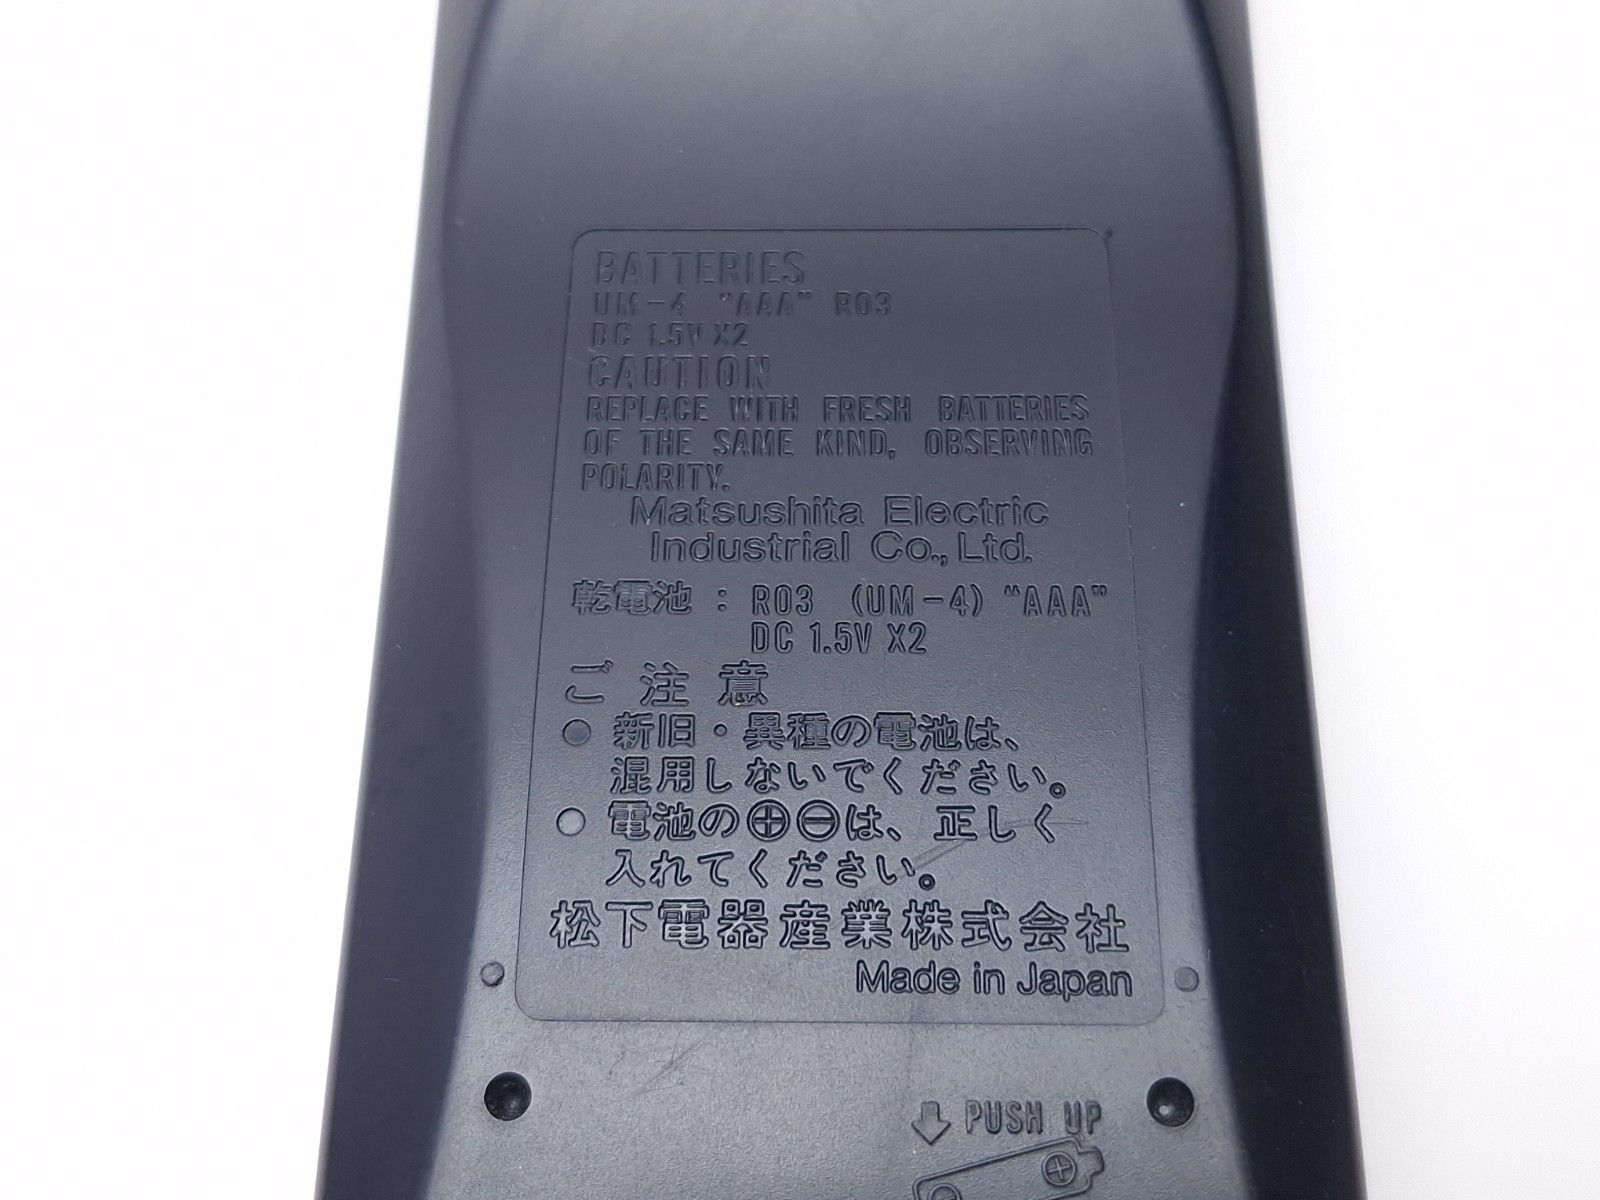 BATTERIES
UM-4 "AAA" R03
DC 1.5V X2
CAUTION
REPLACE WITH FRESH BATTERIES
OF THE SAME KIND, OBSERVING
POLARITY.
Matsushita Electric
Industrial Co., Ltd.
乾電池 : R03 (UM-4) "AAA"
DC 1.5V X2
ご注意
● 新旧・異種の電池は、
混用しないでください。
○ 電池の⊕⊖は、正しく
入れてください。
松下電器産業株式会社
Made in Japan
PUSH UP